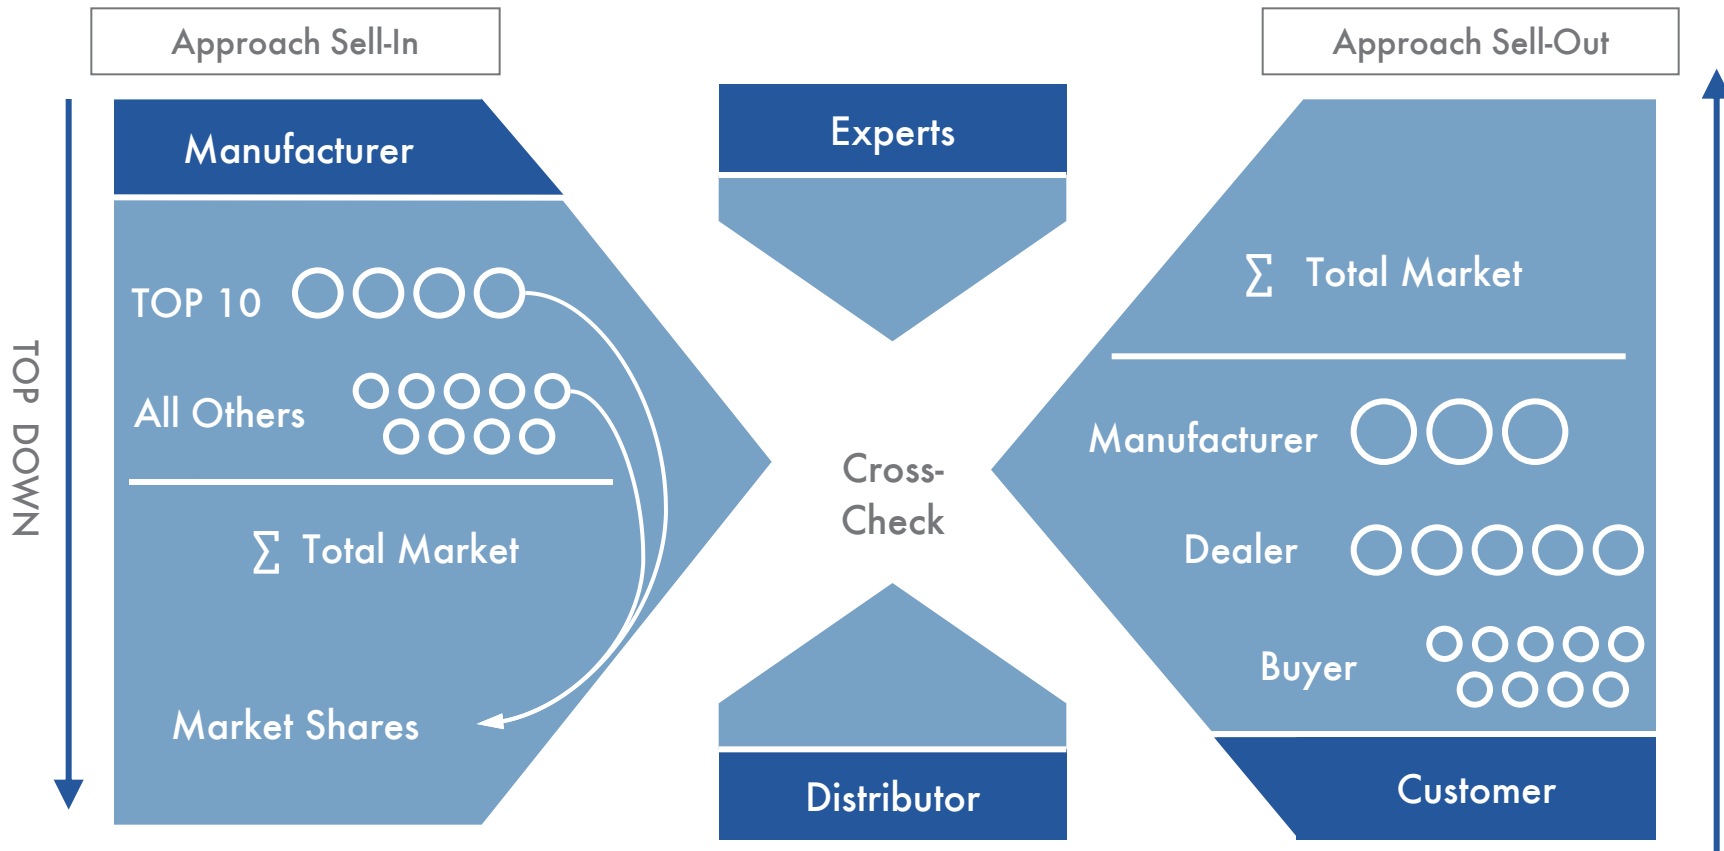 Approach Sell-In
Manufacturer
TOP 10
All Others
∑ Total Market
Market Shares
TOP DOWN
Experts
Cross-
Check
Distributor
Approach Sell-Out
∑ Total Market
Manufacturer
Dealer
Buyer
Customer